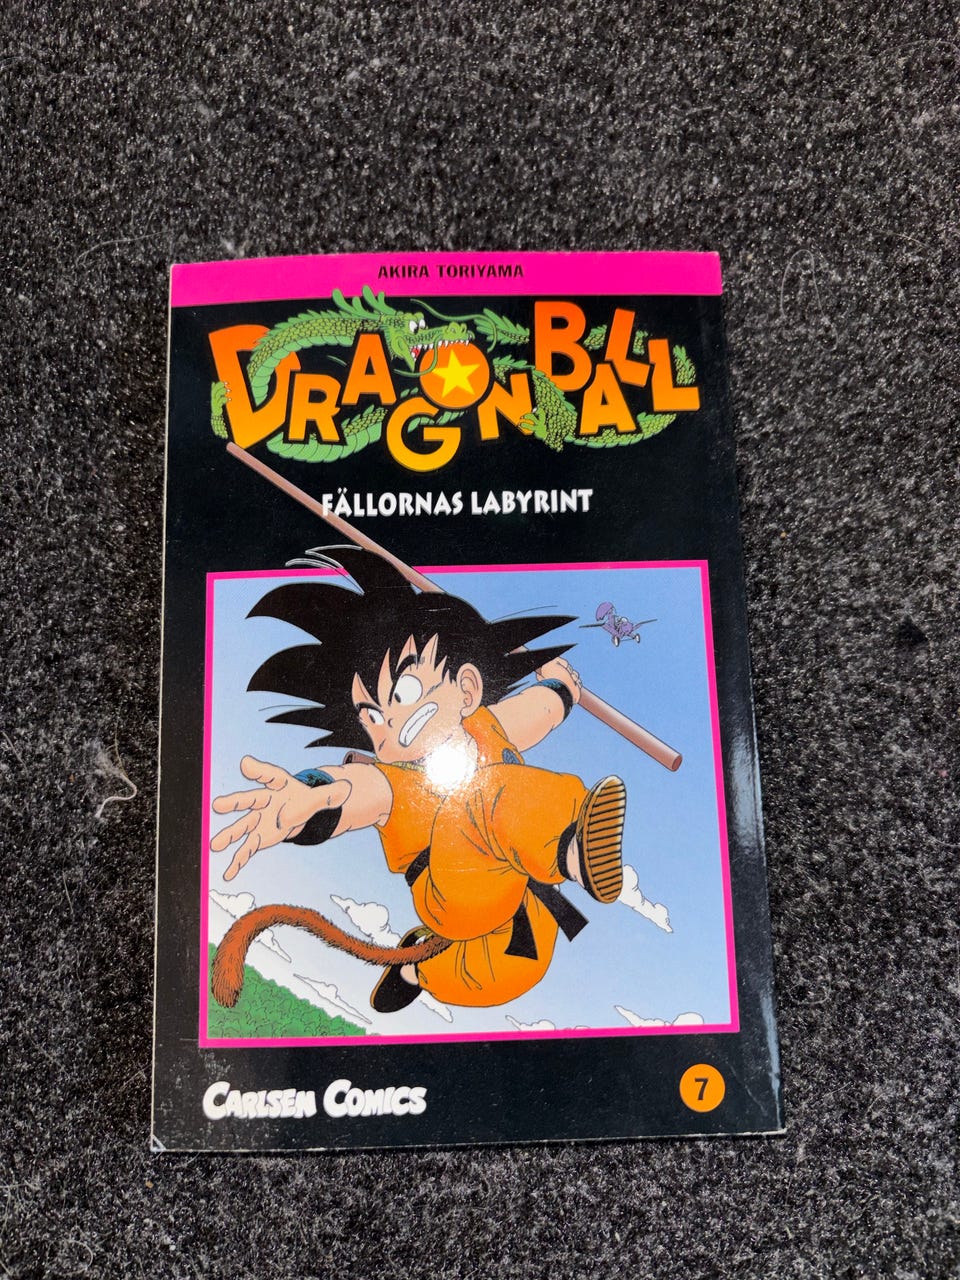 AKIRA TORIYAMA
DRAGONBALL
FÄLLORNAS LABYRINT
CARLSEN COMICS
7